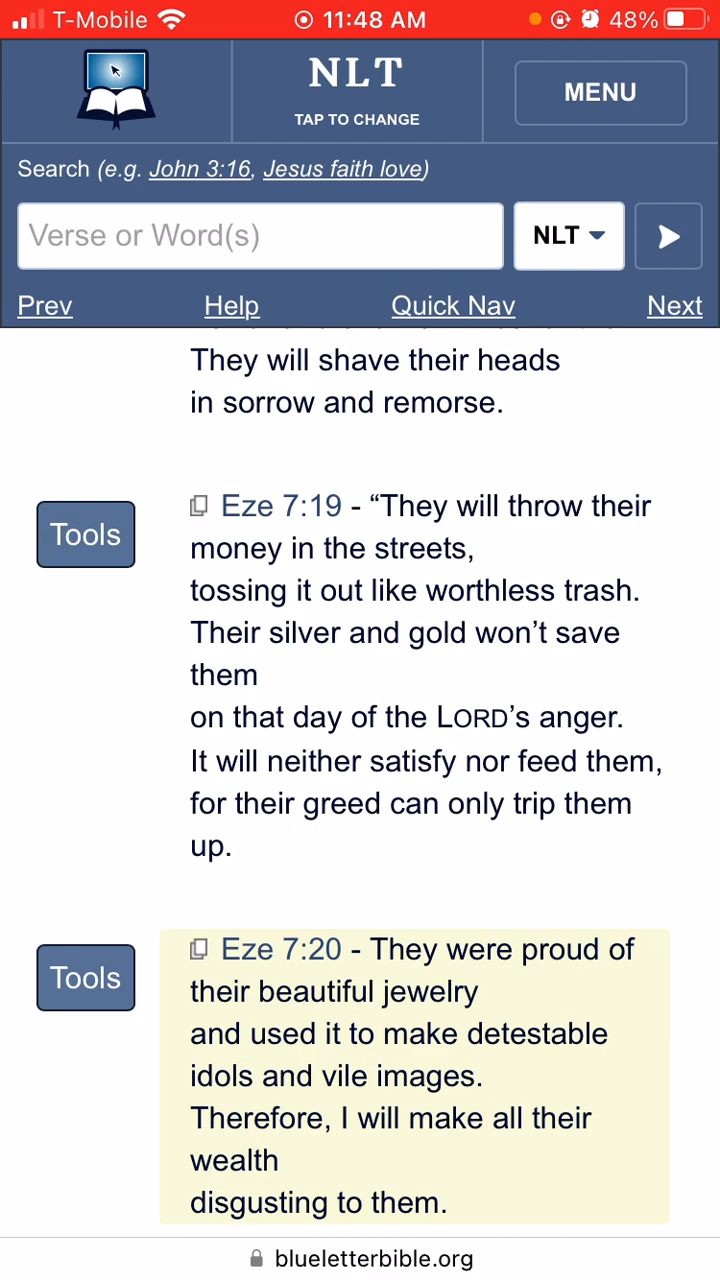 T-Mobile 11:48 AM 48%
NLT
TAP TO CHANGE
MENU
Search (e.g. John 3:16, Jesus faith love)
Verse or Word(s)
NLT
Prev Help Quick Nav Next
They will shave their heads
in sorrow and remorse.
Tools
Eze 7:19 - “They will throw their
money in the streets,
tossing it out like worthless trash.
Their silver and gold won’t save
them
on that day of the LORD’s anger.
It will neither satisfy nor feed them,
for their greed can only trip them
up.
Tools
Eze 7:20 - They were proud of
their beautiful jewelry
and used it to make detestable
idols and vile images.
Therefore, I will make all their
wealth
disgusting to them.
blueletterbible.org